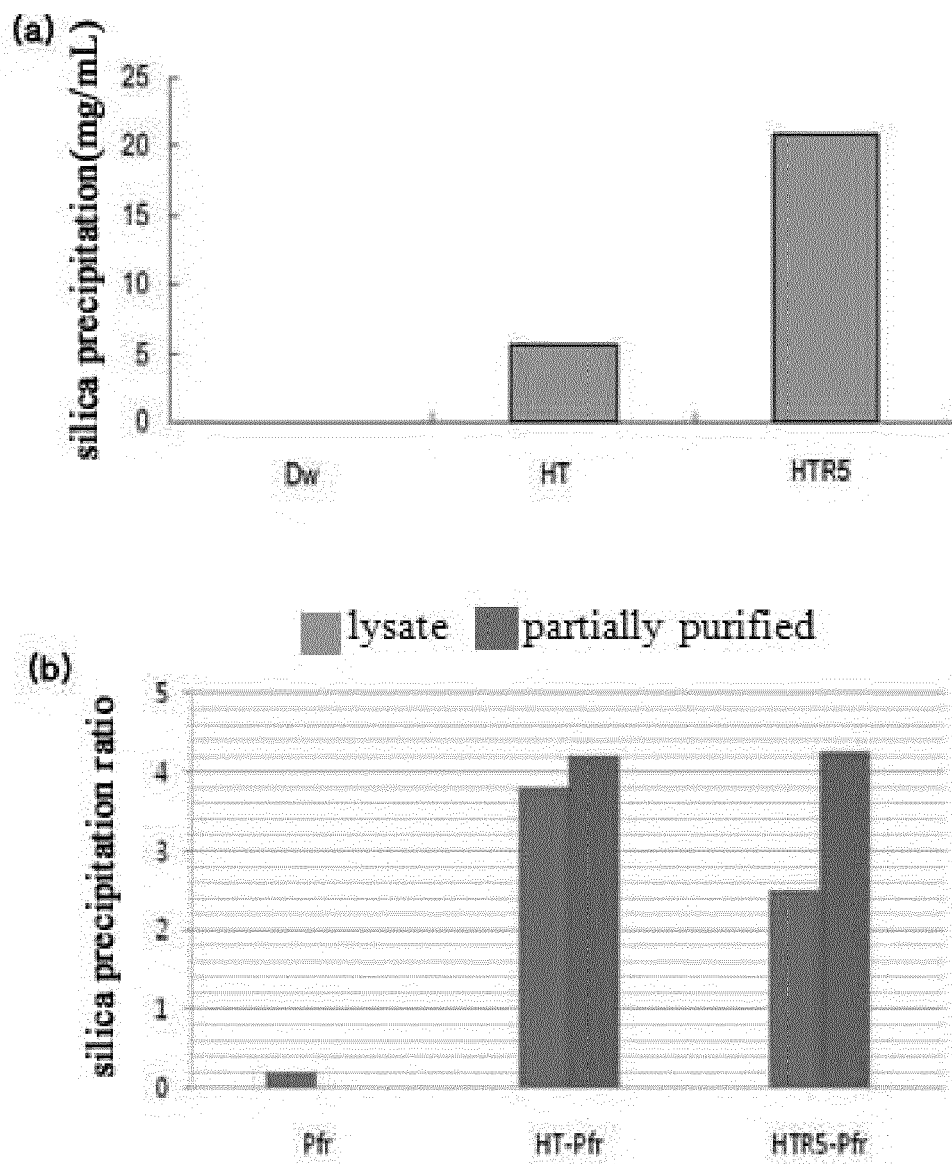 (a)
silica precipitation(mg/mL)
25
20
15
10
5
0
Dw
HT
HTR5
lysate
partially purified
(b)
silica precipitation ratio
5
4
3
2
1
0
Pfr
HT-Pfr
HTR5-Pfr